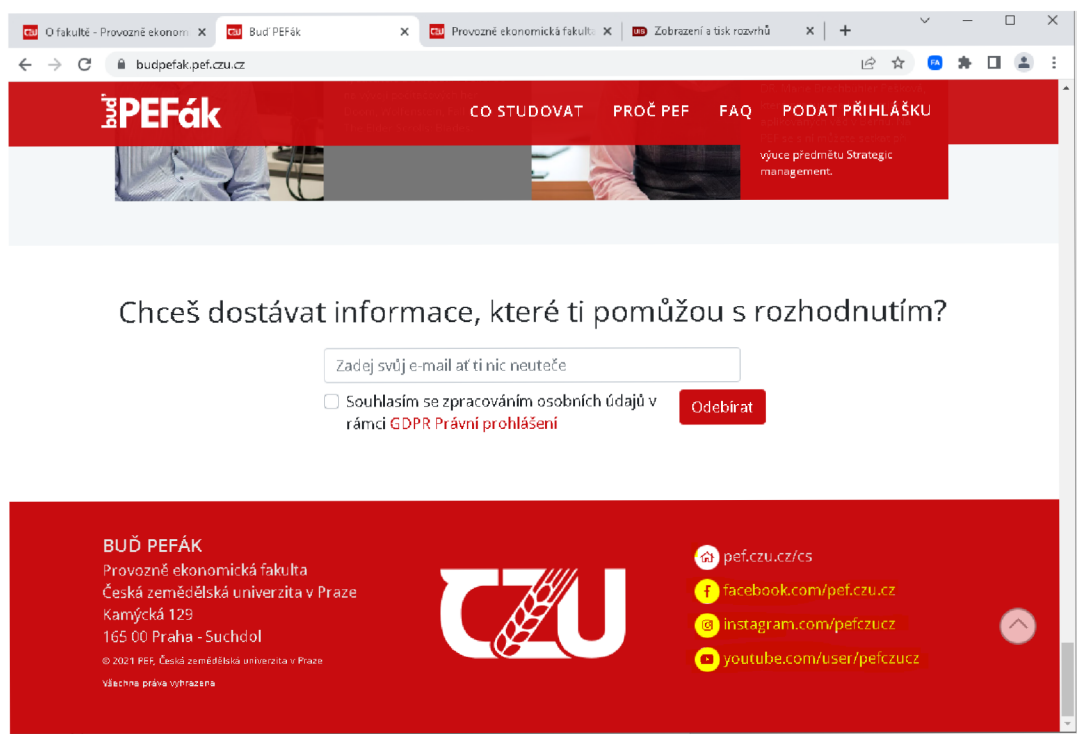 O fakultě - Provozně ekonom
Buď PEFák
Provozně ekonomická fakult
Zobrazení a tisk rozvrhů
budpefak.pef.czu.cz
buď PEFák
CO STUDOVAT PROČ PEF FAQ PODAT PŘIHLÁŠKU
výuce předmětu Strategic
management.
Chceš dostávat informace, které ti pomůžou s rozhodnutím?
Zadej svůj e-mail ať ti nic neuteče
Souhlasím se zpracováním osobních údajů v
rámci GDPR Právní prohlášení
Odebírat
BUĎ PEFÁK
Provozně ekonomická fakulta
Česká zemědělská univerzita v Praze
Kamýcká 129
165 00 Praha - Suchdol
© 2021 PEF, Česká zemědělská univerzita v Praze
Všechna práva vyhrazena
CZU
pef.czu.cz/cs
facebook.com/pef.czu.cz
instagram.com/pefczucz
youtube.com/user/pefczucz